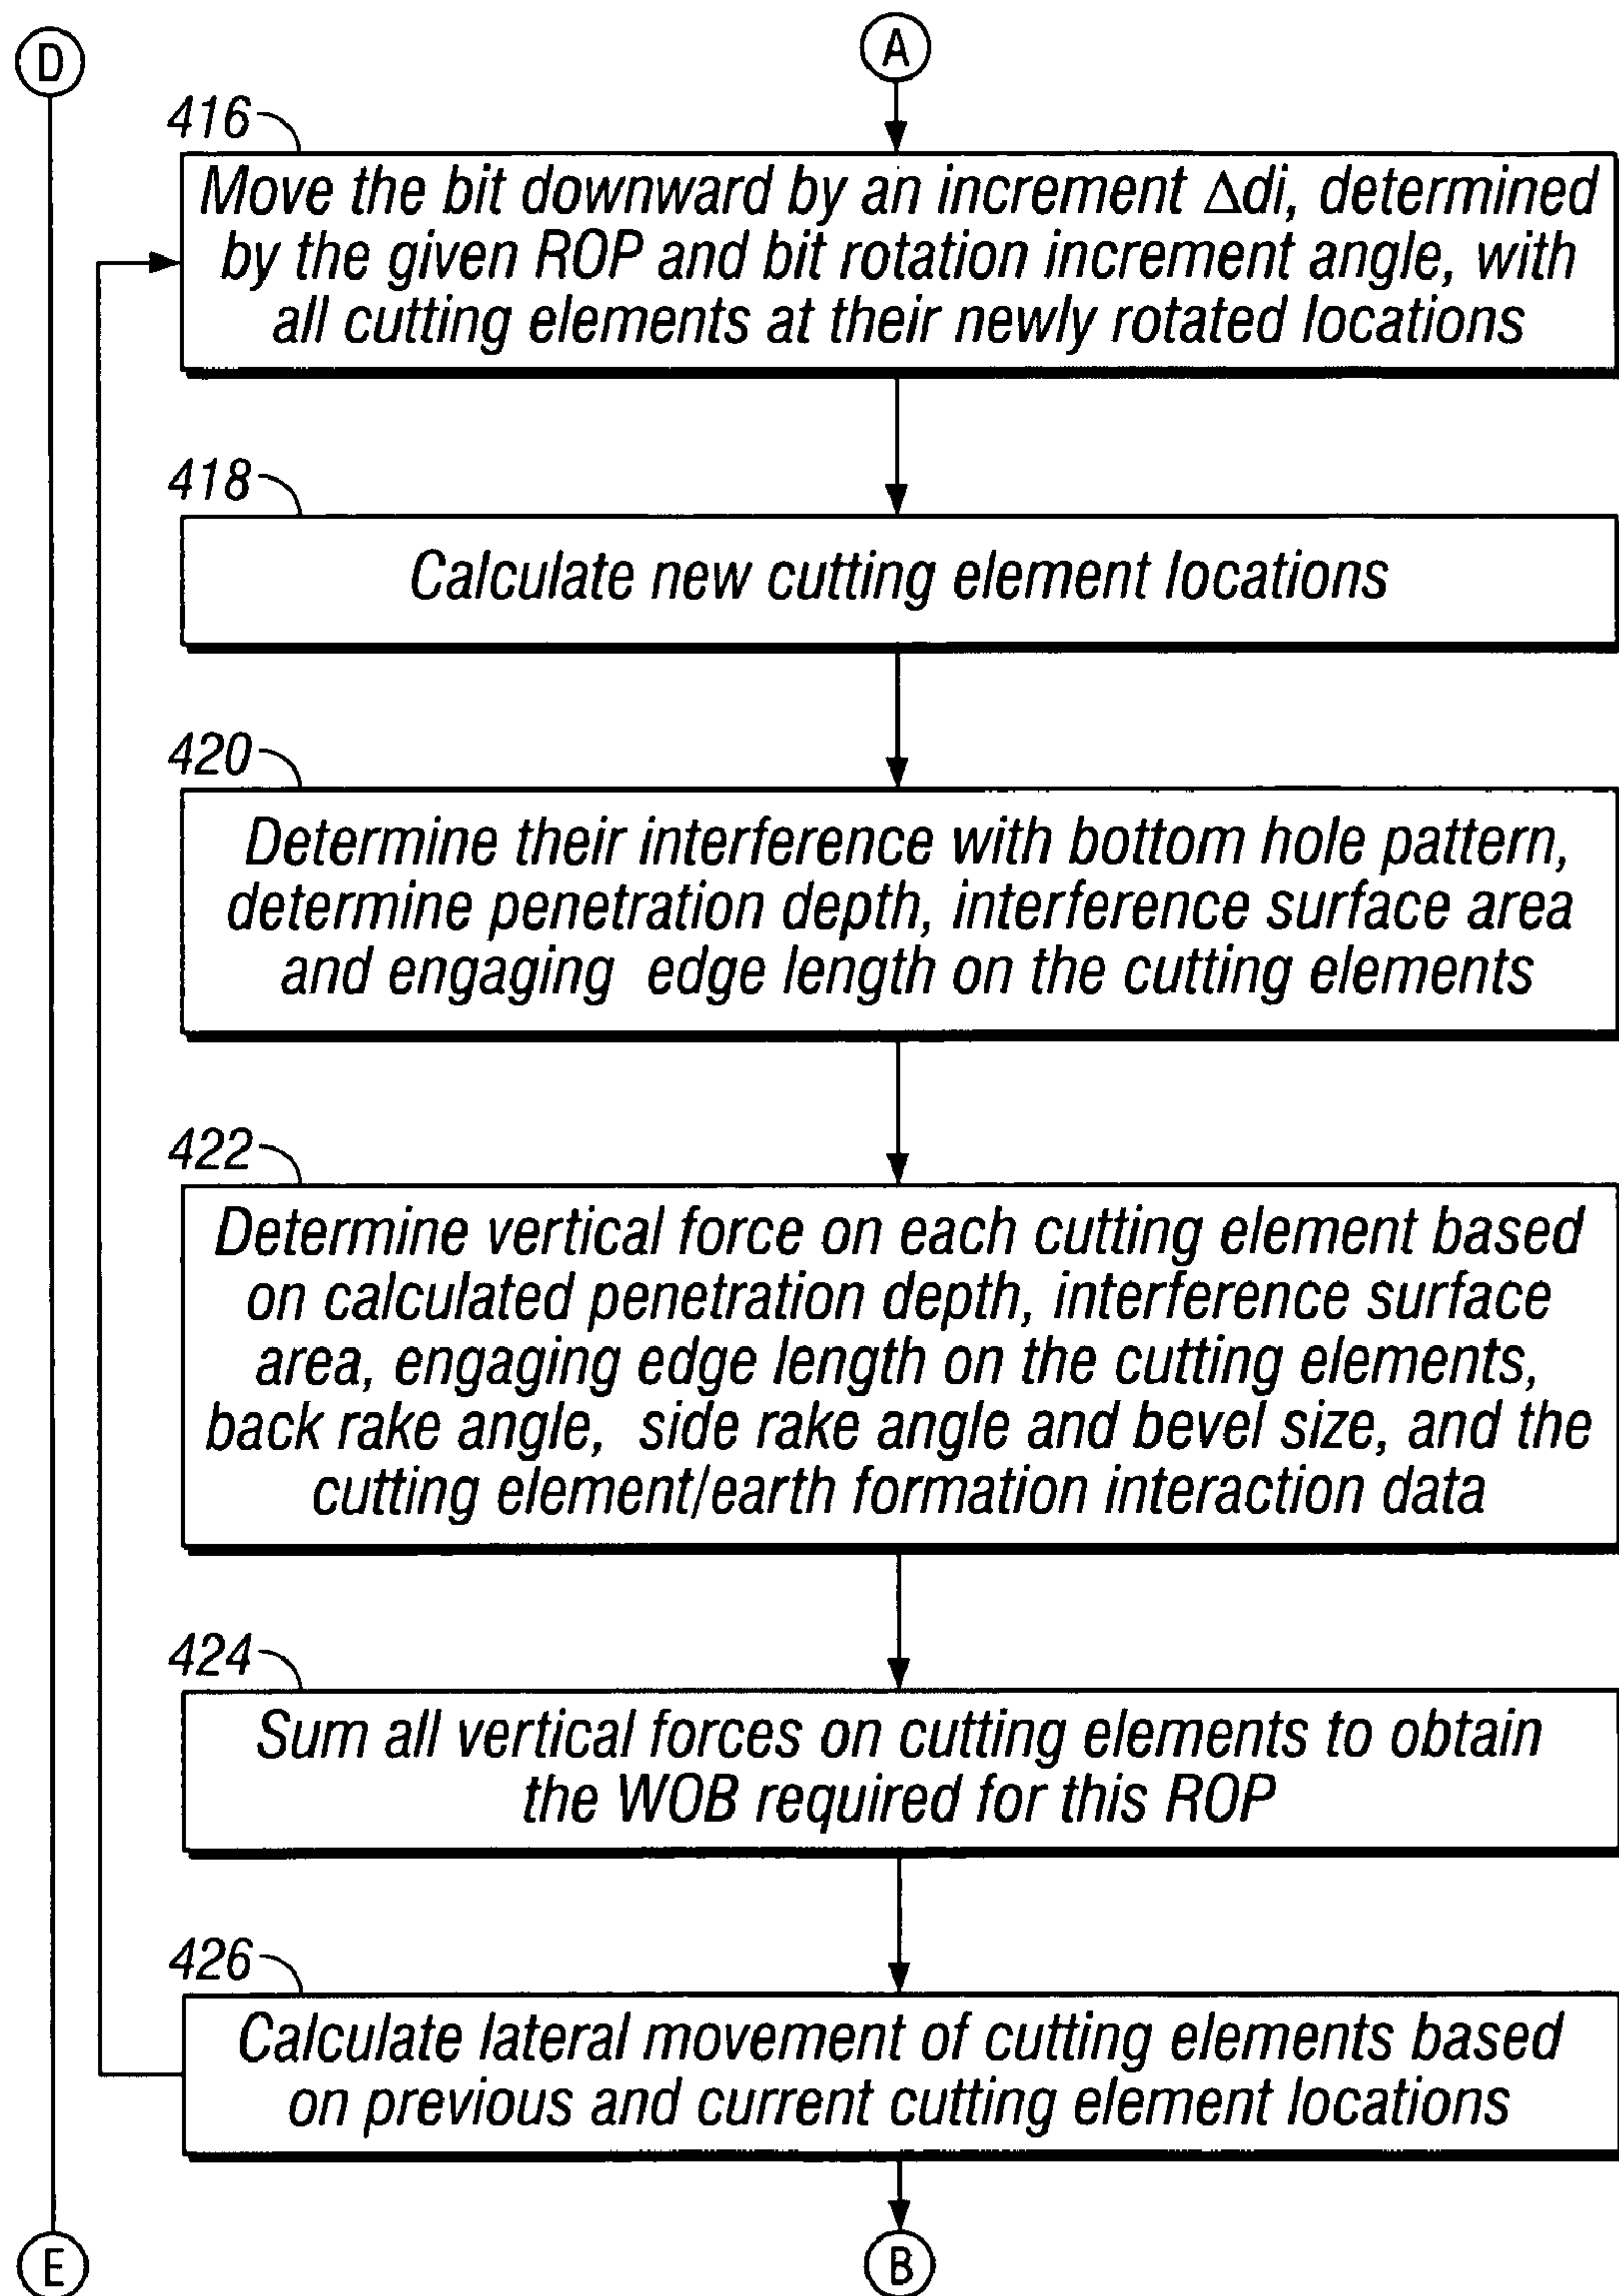 D
A
416
Move the bit downward by an increment Δdi, determined
by the given ROP and bit rotation increment angle, with
all cutting elements at their newly rotated locations
418
Calculate new cutting element locations
420
Determine their interference with bottom hole pattern,
determine penetration depth, interference surface area
and engaging edge length on the cutting elements
422
Determine vertical force on each cutting element based
on calculated penetration depth, interference surface
area, engaging edge length on the cutting elements,
back rake angle, side rake angle and bevel size, and the
cutting element/earth formation interaction data
424
Sum all vertical forces on cutting elements to obtain
the WOB required for this ROP
426
Calculate lateral movement of cutting elements based
on previous and current cutting element locations
E
B